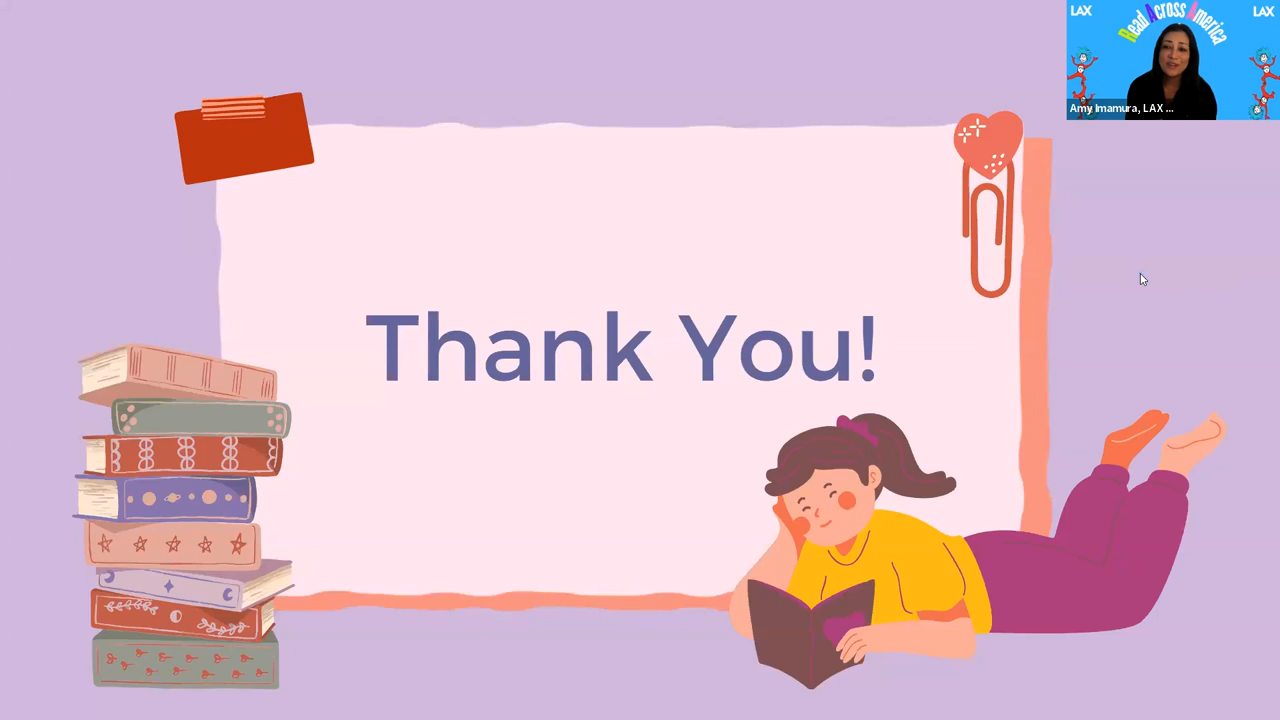 LAX
Read Across America
LAX
Amy Imamura, LAX ...
Thank You!